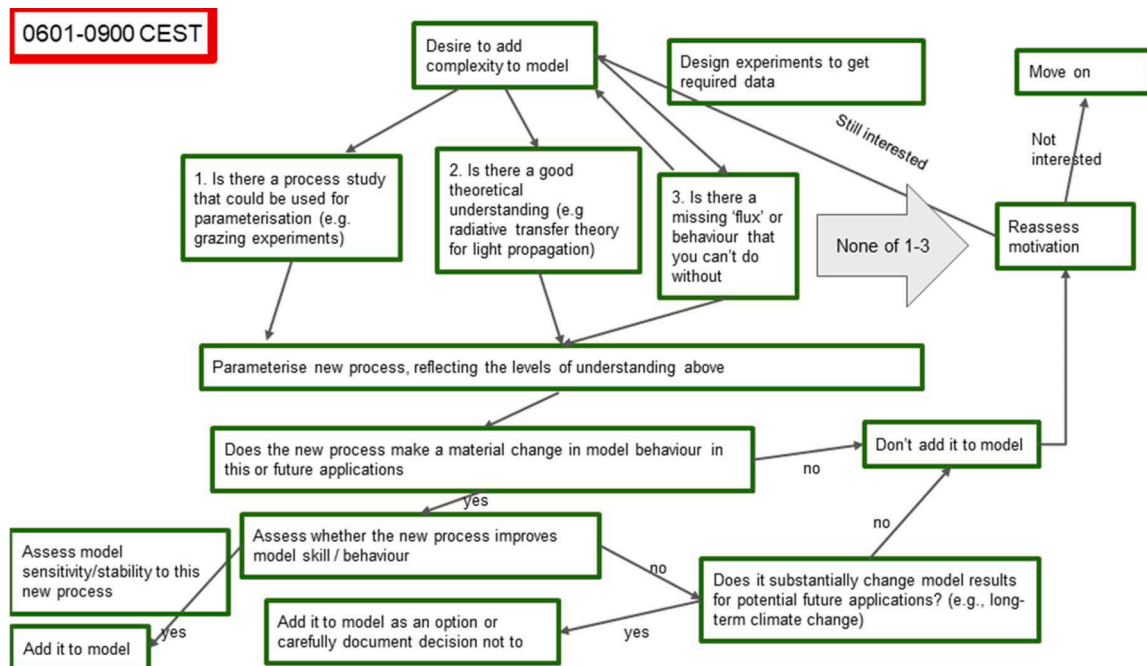 0601-0900 CEST
Desire to add
complexity to model
Design experiments to get
required data
Move on
Still interested
Not
interested
1. Is there a process study
that could be used for
parameterisation (e.g.
grazing experiments)
2. Is there a good
theoretical
understanding (e.g
radiative transfer theory
for light propagation)
3. Is there a
missing ‘flux’ or
behaviour that
you can’t do
without
None of 1-3
Reassess
motivation
Parameterise new process, reflecting the levels of understanding above
Does the new process make a material change in model behaviour in
this or future applications
no
Don’t add it to model
yes
no
Assess model
sensitivity/stability to this
new process
Assess whether the new process improves
model skill / behaviour
no
Does it substantially change model results
for potential future applications? (e.g., long-
term climate change)
Add it to model as an option or
carefully document decision not to
yes
yes
Add it to model